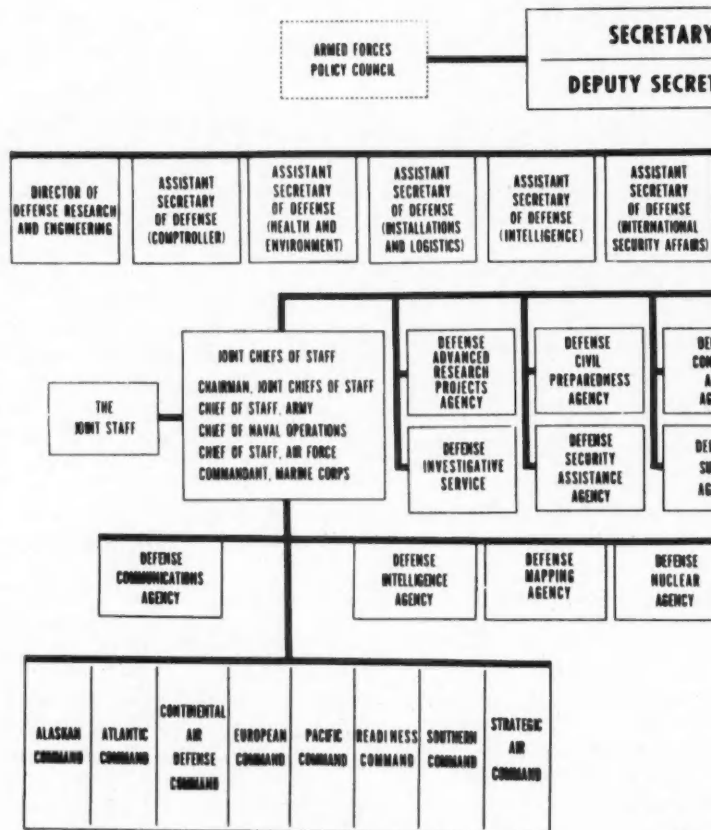 ARMED FORCES
POLICY COUNCIL
SECRETARY
DEPUTY SECRET
DIRECTOR OF
DEFENSE RESEARCH
AND ENGINEERING
ASSISTANT
SECRETARY
OF DEFENSE
(COMPTROLLER)
ASSISTANT
SECRETARY
OF DEFENSE
(HEALTH AND
ENVIRONMENT)
ASSISTANT
SECRETARY
OF DEFENSE
(INSTALLATIONS
AND LOGISTICS)
ASSISTANT
SECRETARY
OF DEFENSE
(INTELLIGENCE)
ASSISTANT
SECRETARY
OF DEFENSE
(INTERNATIONAL
SECURITY AFFAIRS)
THE
JOINT STAFF
JOINT CHIEFS OF STAFF
CHAIRMAN, JOINT CHIEFS OF STAFF
CHIEF OF STAFF, ARMY
CHIEF OF NAVAL OPERATIONS
CHIEF OF STAFF, AIR FORCE
COMMANDANT, MARINE CORPS
DEFENSE
ADVANCED
RESEARCH
PROJECTS
AGENCY
DEFENSE
CIVIL
PREPAREDNESS
AGENCY
DEF
CON
A
AG
DEFENSE
INVESTIGATIVE
SERVICE
DEFENSE
SECURITY
ASSISTANCE
AGENCY
DEF
SU
AG
DEFENSE
COMMUNICATIONS
AGENCY
DEFENSE
INTELLIGENCE
AGENCY
DEFENSE
MAPPING
AGENCY
DEFENSE
NUCLEAR
AGENCY
ALASKAN
COMMAND
ATLANTIC
COMMAND
CONTINENTAL
AIR
DEFENSE
COMMAND
EUROPEAN
COMMAND
PACIFIC
COMMAND
READINESS
COMMAND
SOUTHERN
COMMAND
STRATEGIC
AIR
COMMAND